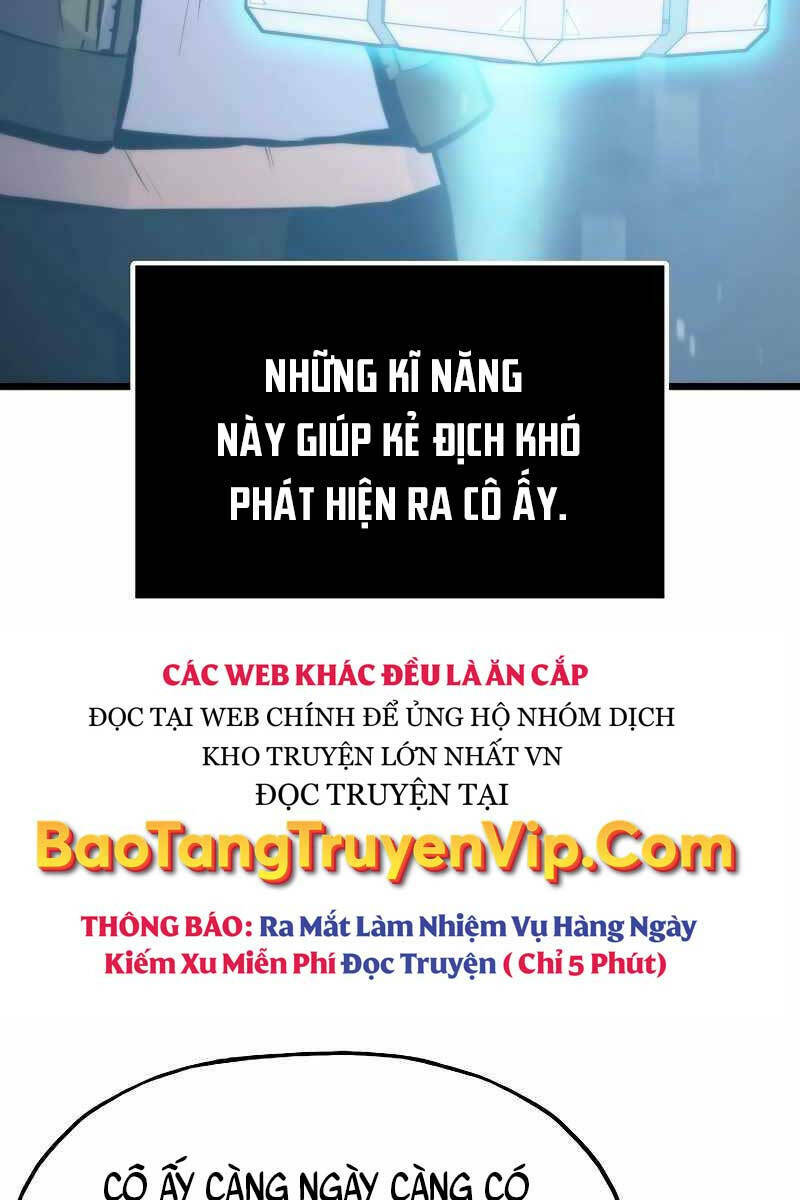 NHỮNG KĨ NĂNG
NÀY GIÚP KẺ ĐỊCH KHÓ
PHÁT HIỆN RA CÔ ẤY.
CÁC WEB KHÁC ĐỀU LÀ ĂN CẮP
ĐỌC TẠI WEB CHÍNH ĐỂ ỦNG HỘ NHÓM DỊCH
KHO TRUYỆN LỚN NHẤT VN
ĐỌC TRUYỆN TẠI
BaoTangTruyenVip.Com
THÔNG BÁO: Ra Mắt Làm Nhiệm Vụ Hàng Ngày
Kiếm Xu Miễn Phí Đọc Truyện ( Chỉ 5 Phút)
CÔ ẤY CÀNG NGÀY CÀNG CÓ